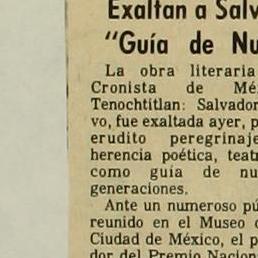 Exaltan a Salv
"Guía de Nu
La obra literaria
Cronista de Mé
Tenochtitlan: Salvador
vo, fue exaltada ayer, p
erudito peregrinaje
herencia poética, teat
como guía de nu
generaciones.
Ante un numeroso pú
reunido en el Museo d
Ciudad de México, el p
dor del Premio Nacion